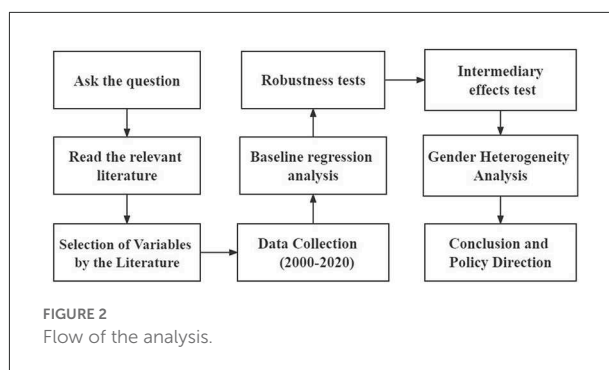 Ask the question
Read the relevant
literature
Selection of Variables
by the Literature
Data Collection
(2000-2020)
Baseline regression
analysis
Robustness tests
Intermediary
effects test
Gender Heterogeneity
Analysis
Conclusion and
Policy Direction
FIGURE 2
Flow of the analysis.